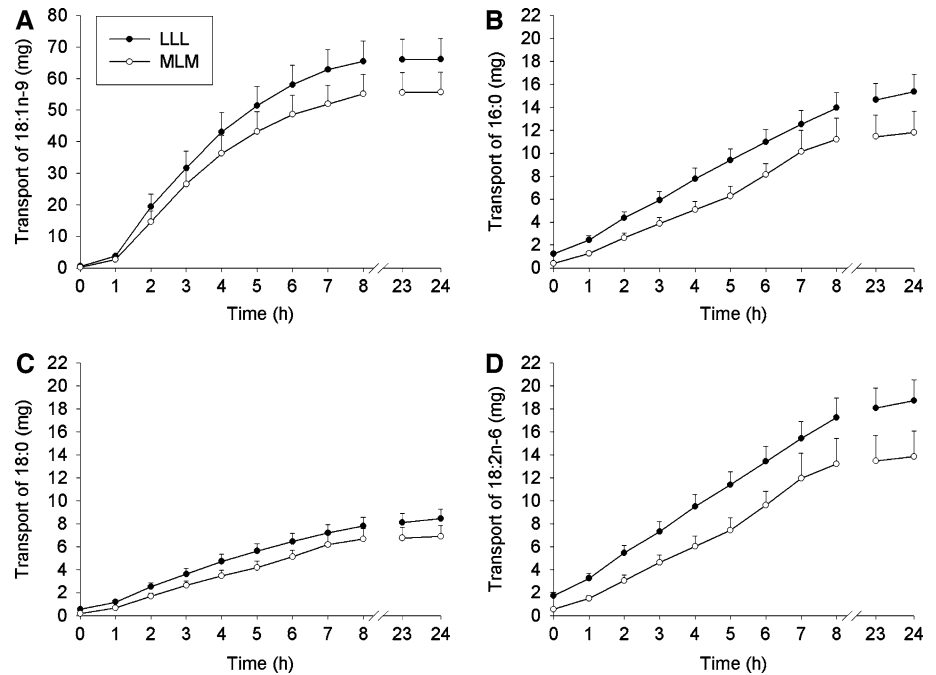 A
Transport of 18:1n-9 (mg)
80
70
60
50
40
30
20
10
0
LLL
MLM
0 1 2 3 4 5 6 7 8 23 24
Time (h)
B
Transport of 16:0 (mg)
22
20
18
16
14
12
10
8
6
4
2
0
0 1 2 3 4 5 6 7 8 23 24
Time (h)
C
Transport of 18:0 (mg)
22
20
18
16
14
12
10
8
6
4
2
0
0 1 2 3 4 5 6 7 8 23 24
Time (h)
D
Transport of 18:2n-6 (mg)
22
20
18
16
14
12
10
8
6
4
2
0
0 1 2 3 4 5 6 7 8 23 24
Time (h)